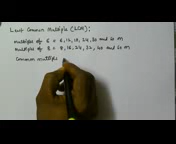 Least Common Multiple (LCM):
Multiples of 6 = 6, 12, 18, 24, 30 and so on
Multiples of 8 = 8, 16, 24, 32, 40 and so on
Common multiple